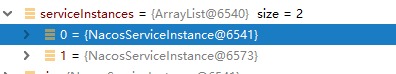 serviceInstances = {ArrayList@6540} size = 2
0 = {NacosServiceInstance@6541}
1 = {NacosServiceInstance@6573}